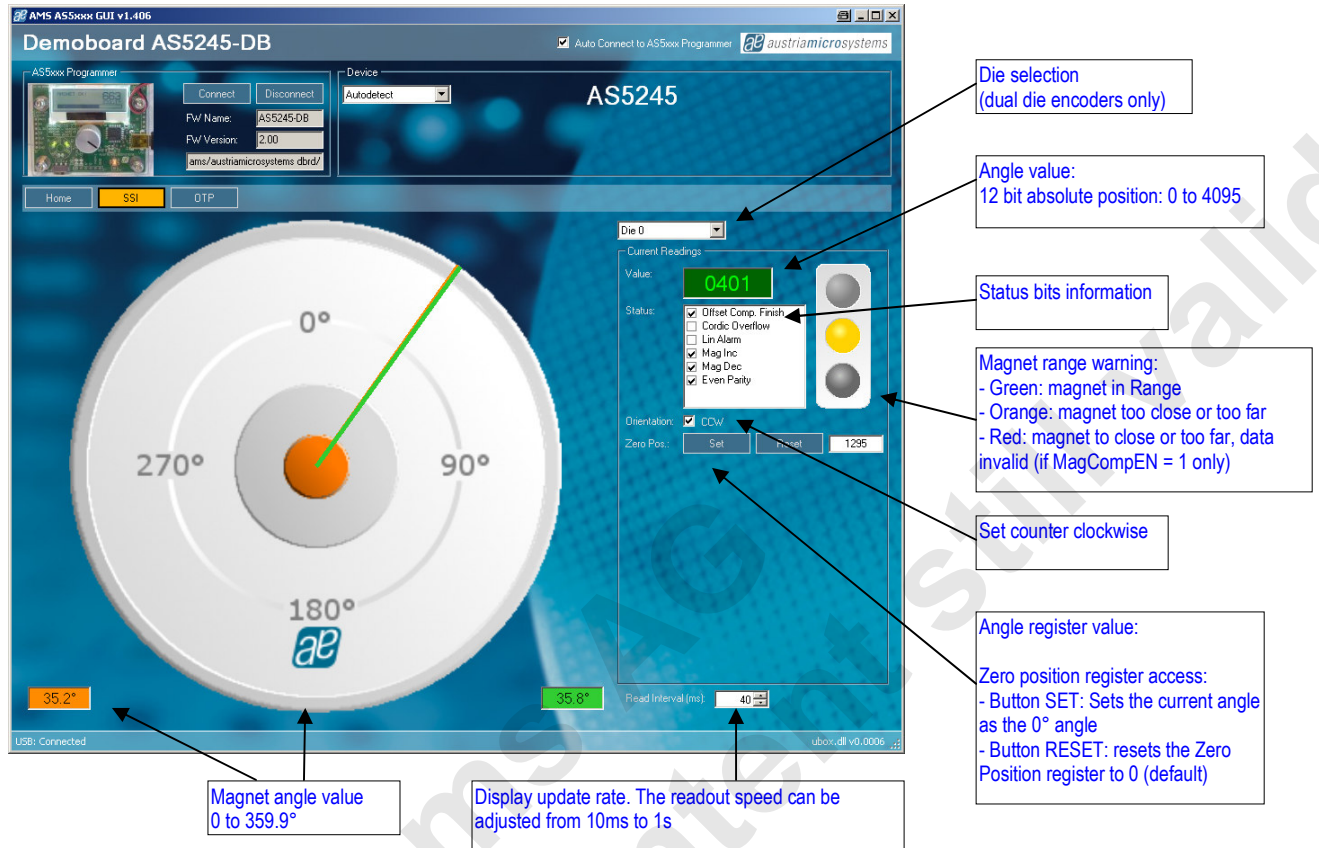 AMS AS5xxx GUI v1.406
Demoboard AS5245-DB
Auto Connect to AS5xxx Programmer
austriamicrosystems
AS5xxx Programmer
Connect
Disconnect
FW Name:
AS5245-DB
FW Version:
2.00
ams/austriamicrosystems dbrd/
Device
Autodetect
AS5245
Home
SSI
OTP
0°
90°
180°
270°
35.2°
35.8°
Die 0
Current Readings
Value:
0401
Status:
Offset Comp. Finish
Cordic Overflow
Lin Alarm
Mag Inc
Mag Dec
Even Parity
Orientation:
CCW
Zero Pos.:
Set
Reset
1295
Read Interval (ms):
40
USB: Connected
ubox.dll v0.0006
Die selection
(dual die encoders only)
Angle value:
12 bit absolute position: 0 to 4095
Status bits information
Magnet range warning:
- Green: magnet in Range
- Orange: magnet too close or too far
- Red: magnet to close or too far, data
invalid (if MagCompEN = 1 only)
Set counter clockwise
Angle register value:
Zero position register access:
- Button SET: Sets the current angle
as the 0° angle
- Button RESET: resets the Zero
Position register to 0 (default)
Magnet angle value
0 to 359.9°
Display update rate. The readout speed can be
adjusted from 10ms to 1s
ams AG
tent still valid